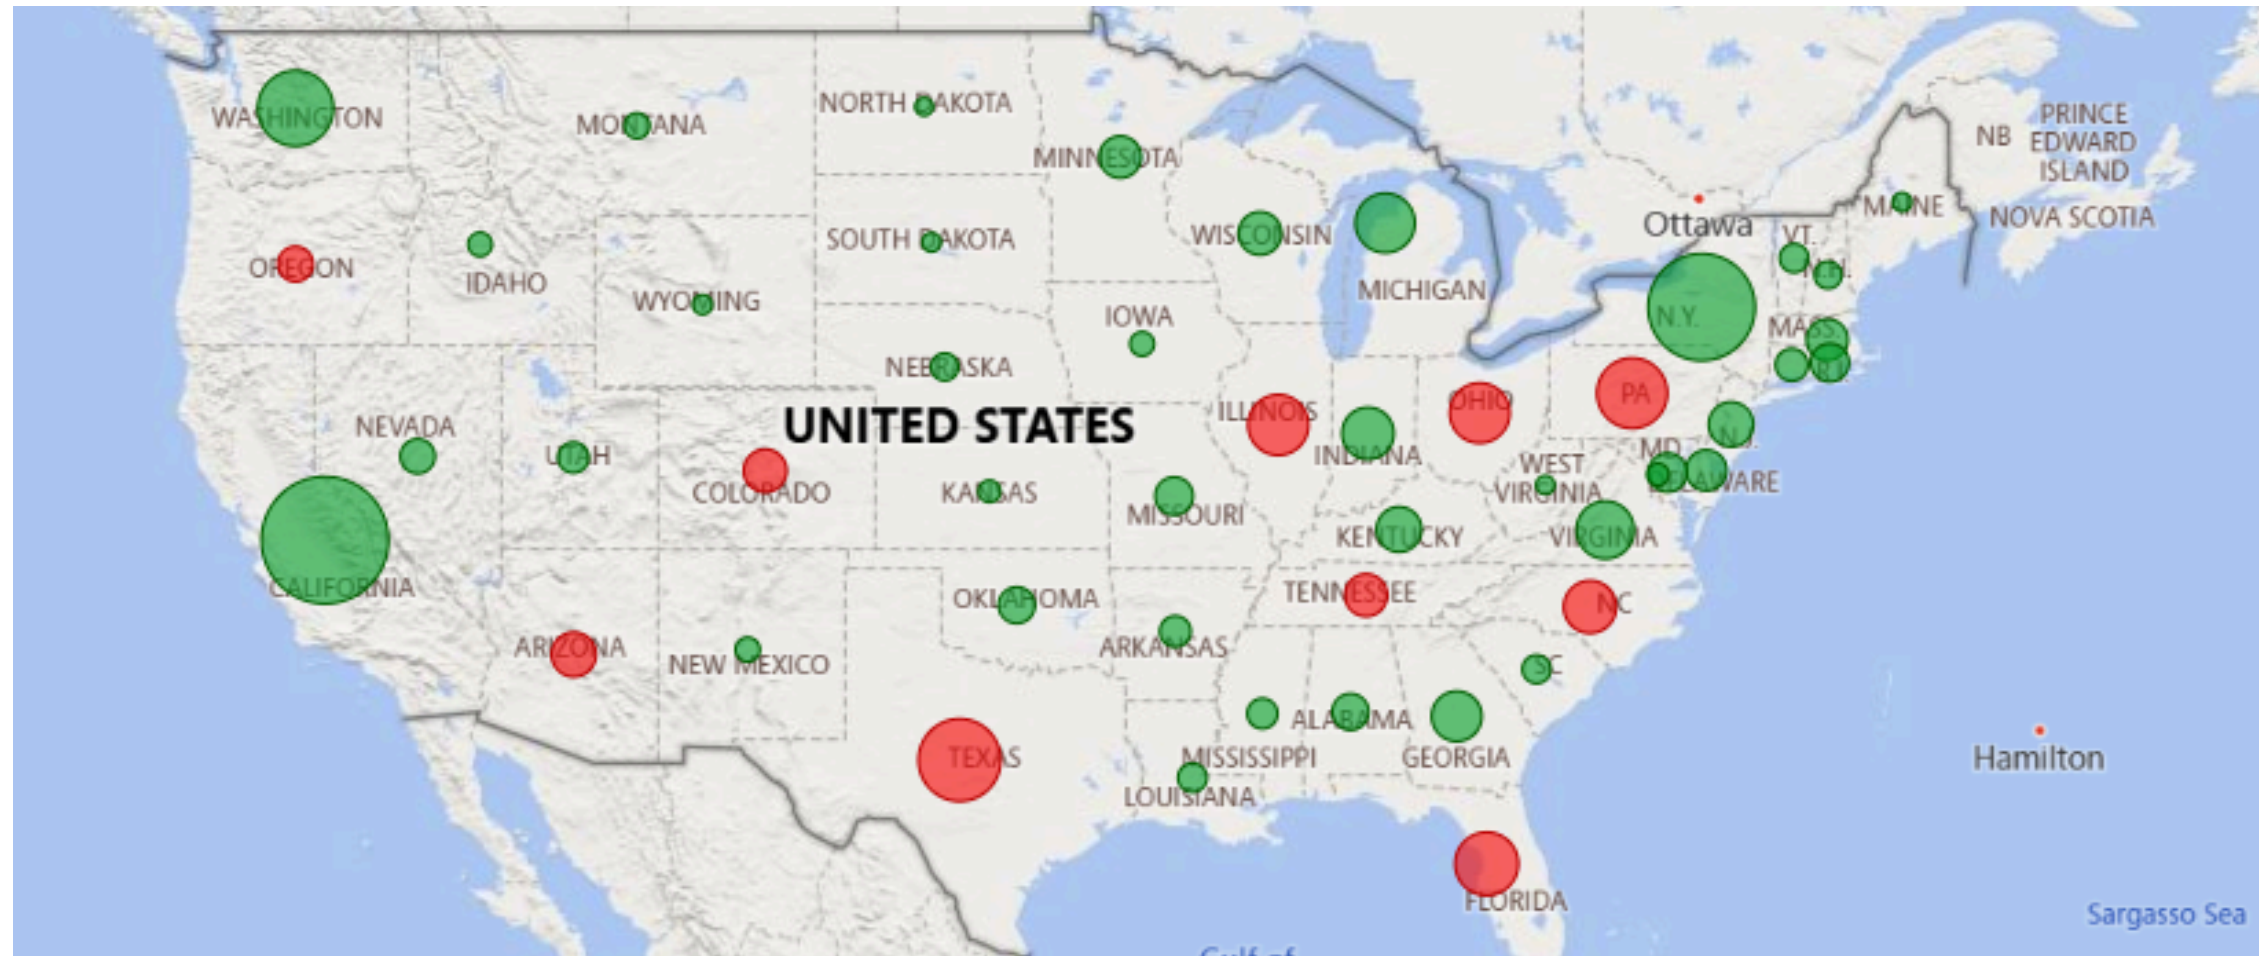 NORTH DAKOTA
WASHINGTON
MONTANA
PRINCE
EDWARD
ISLAND
NB
MINNESOTA
MAINE
NOVA SCOTIA
Ottawa
VT.
WISCONSIN
SOUTH DAKOTA
OREGON
IDAHO
N.H.
MICHIGAN
WYOMING
IOWA
N.Y.
MASS.
NEBRASKA
R.I.
PA
OHIO
ILLINOIS
UNITED STATES
NEVADA
N.J.
MD.
UTAH
INDIANA
WEST
VIRGINIA
DELAWARE
COLORADO
KANSAS
MISSOURI
KENTUCKY
VIRGINIA
CALIFORNIA
TENNESSEE
OKLAHOMA
NC
ARIZONA
NEW MEXICO
ARKANSAS
SC
ALABAMA
TEXAS
MISSISSIPPI
GEORGIA
Hamilton
LOUISIANA
FLORIDA
Sargasso Sea
Gulf of